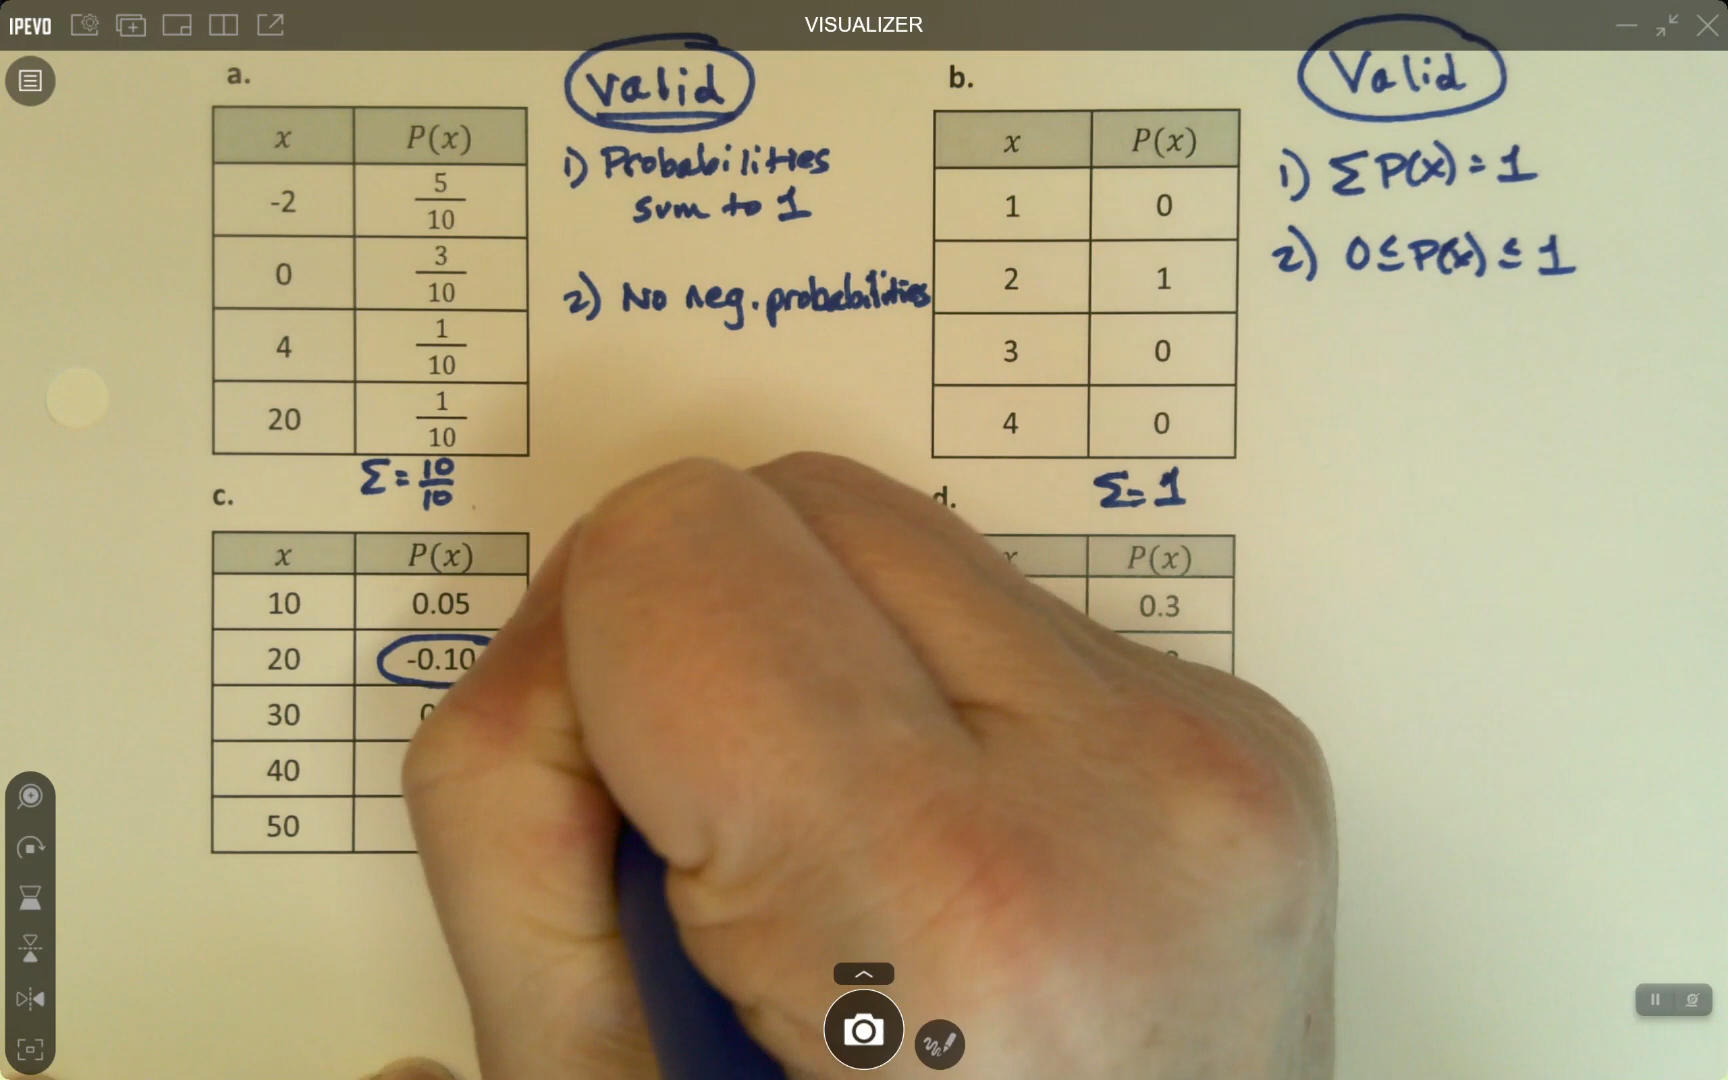 IPEVO
VISUALIZER
a.
valid
x P(x)
-2 5/10
0 3/10
4 1/10
20 1/10
Σ = 10/10
1) Probabilities
sum to 1
2) No neg. probabilities
b.
Valid
x P(x)
1 0
2 1
3 0
4 0
Σ = 1
1) Σ P(x) = 1
2) 0 ≤ P(x) ≤ 1
c.
x P(x)
10 0.05
20 -0.10
30
40
50
d.
x P(x)
0.3